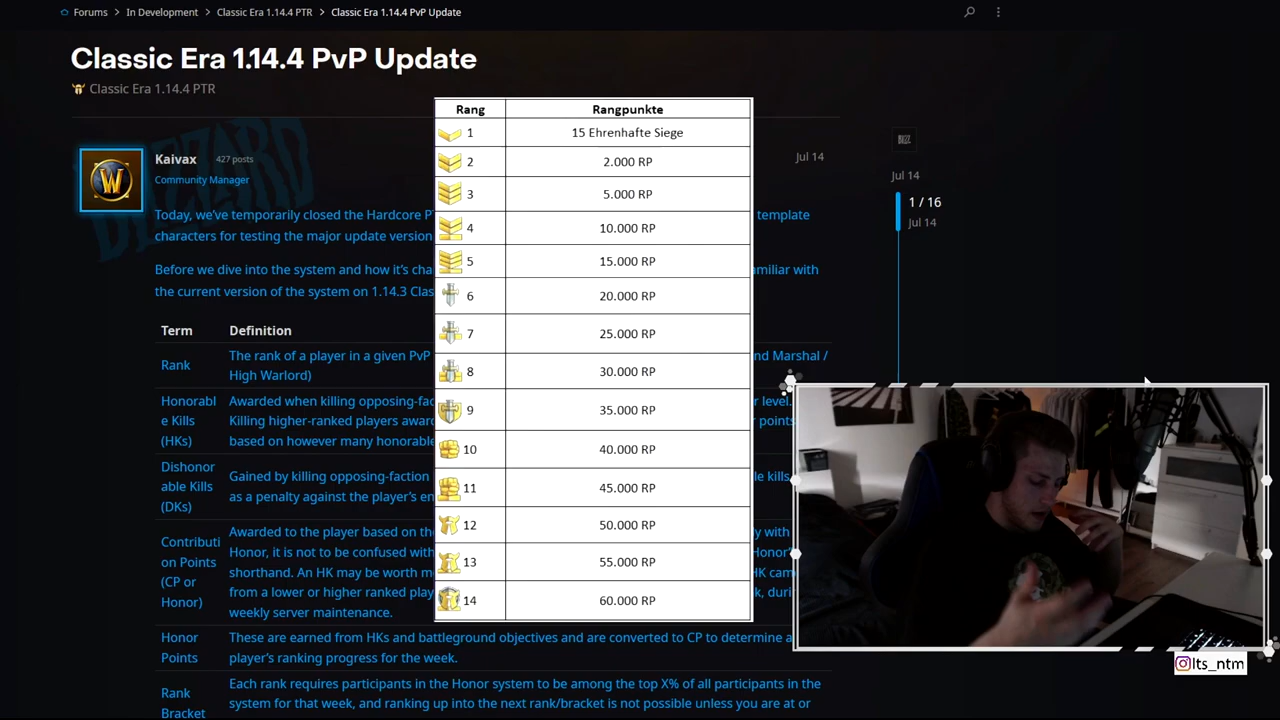 Forums > In Development > Classic Era 1.14.4 PTR > Classic Era 1.14.4 PvP Update
Classic Era 1.14.4 PvP Update
Classic Era 1.14.4 PTR
Kaivax 427 posts
Community Manager
Jul 14
Today, we've temporarily closed the Hardcore P
template
characters for testing the major update version
Before we dive into the system and how it's cha
miliar with
the current version of the system on 1.14.3 Clas
Term Definition
Rank
The rank of a player in a given PvP
nd Marshal /
High Warlord)
Honorabl
e Kills
(HKs)
Awarded when killing opposing-fac
r level.
Killing higher-ranked players awar
points
based on however many honorable
Dishonor
able Kills
(DKs)
Gained by killing opposing-faction
le kills
as a penalty against the player's en
Contributi
on Points
(CP or
Honor)
Awarded to the player based on the
y with
Honor, it is not to be confused with
Honor'
shorthand. An HK may be worth m
K cam
from a lower or higher ranked play
k, duri
weekly server maintenance.
Honor
Points
These are earned from HKs and battleground objectives and are converted to CP to determine a
player's ranking progress for the week.
Rank
Bracket
Each rank requires participants in the Honor system to be among the top X% of all participants in the
system for that week, and ranking up into the next rank/bracket is not possible unless you are at or
Rang Rangpunkte
1 15 Ehrenhafte Siege
2 2.000 RP
3 5.000 RP
4 10.000 RP
5 15.000 RP
6 20.000 RP
7 25.000 RP
8 30.000 RP
9 35.000 RP
10 40.000 RP
11 45.000 RP
12 50.000 RP
13 55.000 RP
14 60.000 RP
BLIZZ
Jul 14
1 / 16
Jul 14
Its_ntm